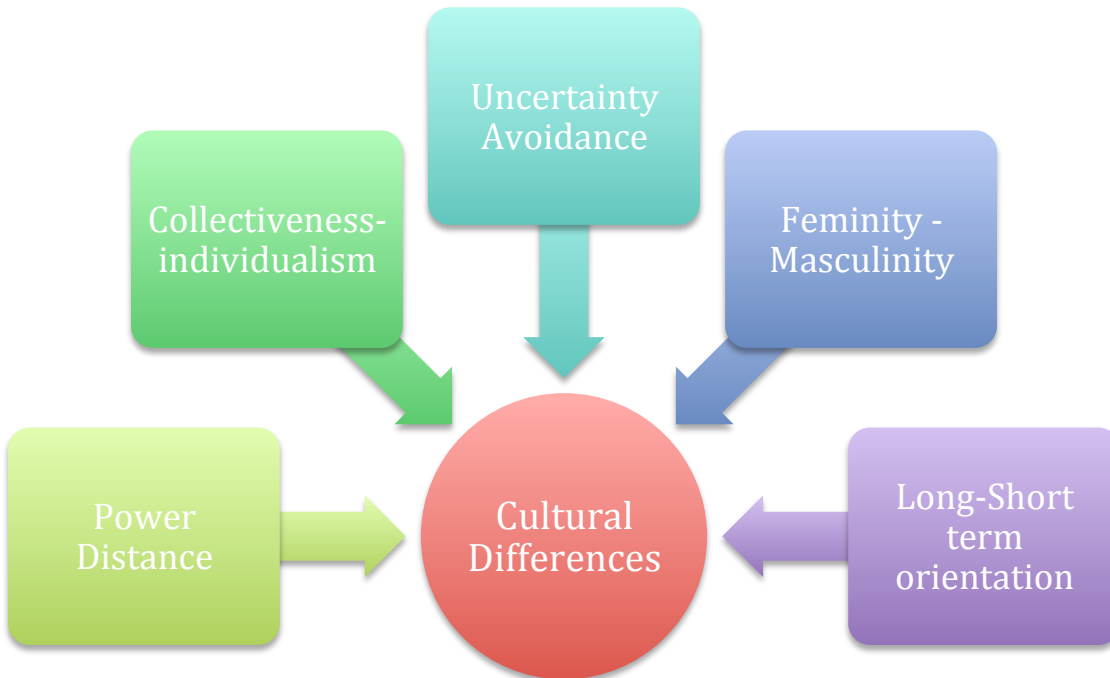 Uncertainty
Avoidance
Collectiveness-
individualism
Feminity -
Masculinity
Power
Distance
Cultural
Differences
Long-Short
term
orientation